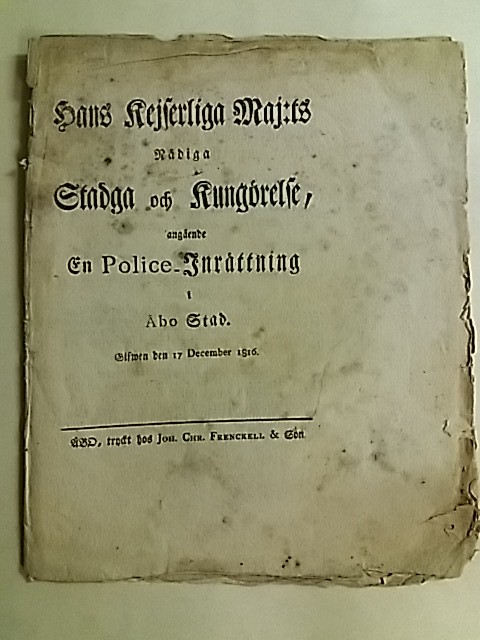 Hans Kejserliga Maj:ts
Nådiga
Stadga och Kungörelse,
angående
En Police-Inrättning
i
Åbo Stad.
Gifwen den 17 December 1816.
ÅBO, tryckt hos JOH. CHR. FRENCKELL & Son.